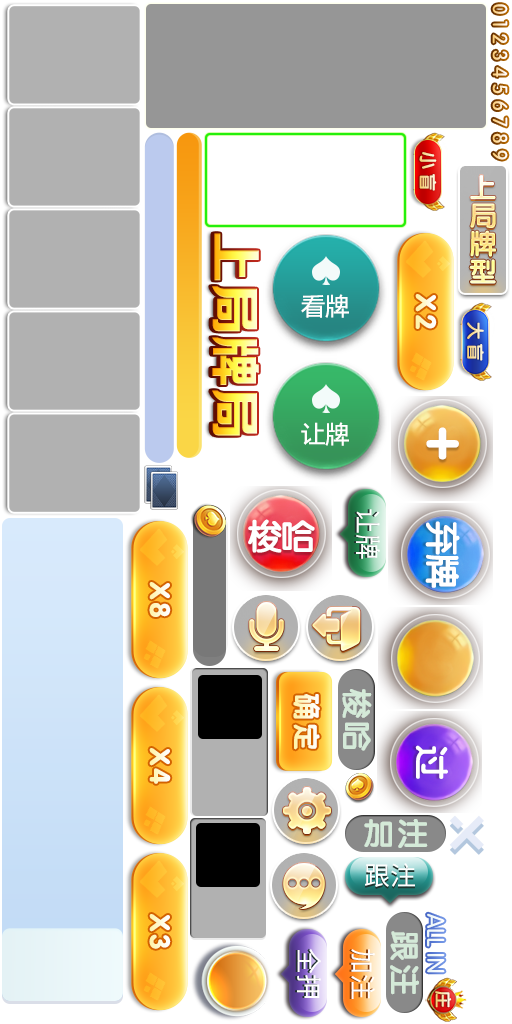 0123456789
小盲
上局牌型
X2
大盲
上局牌局
看牌
让牌
让牌
梭哈
弃牌
X8
X4
X3
确定
梭哈
过
加注
跟注
跟注
ALL IN
庄
加注
全押